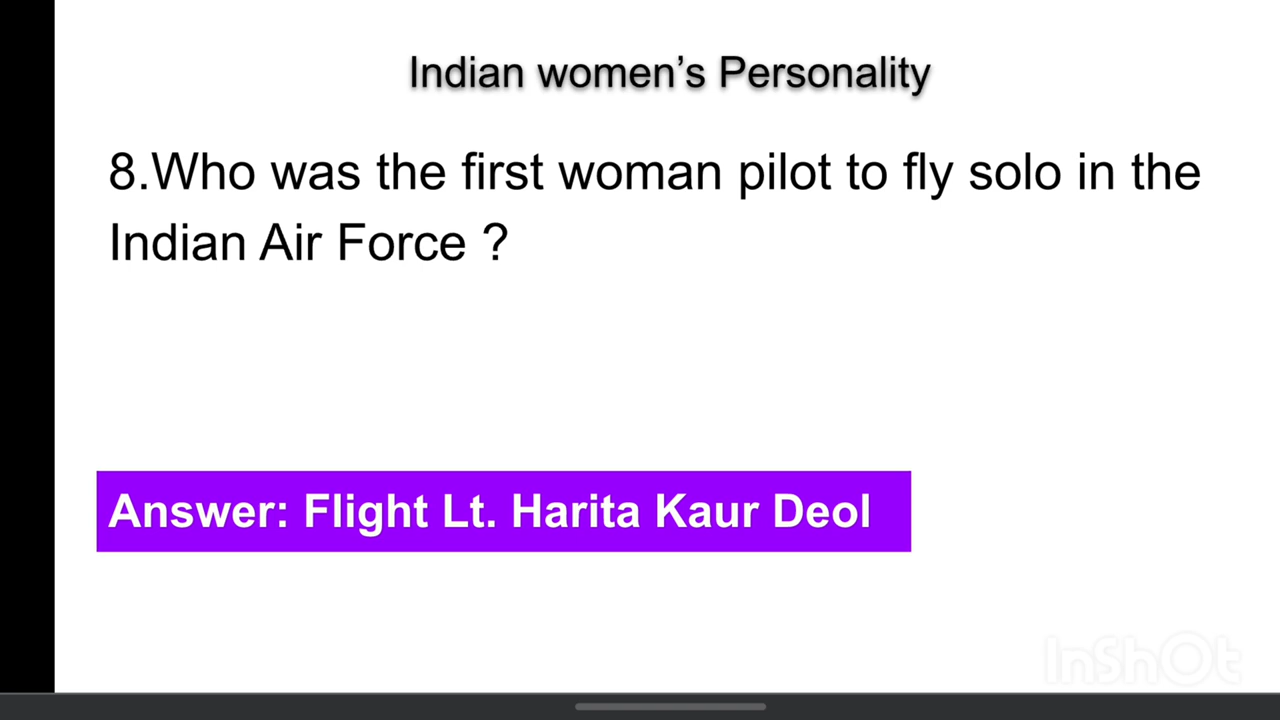 Indian women’s Personality
8.Who was the first woman pilot to fly solo in the
Indian Air Force ?
Answer: Flight Lt. Harita Kaur Deol
InShOt